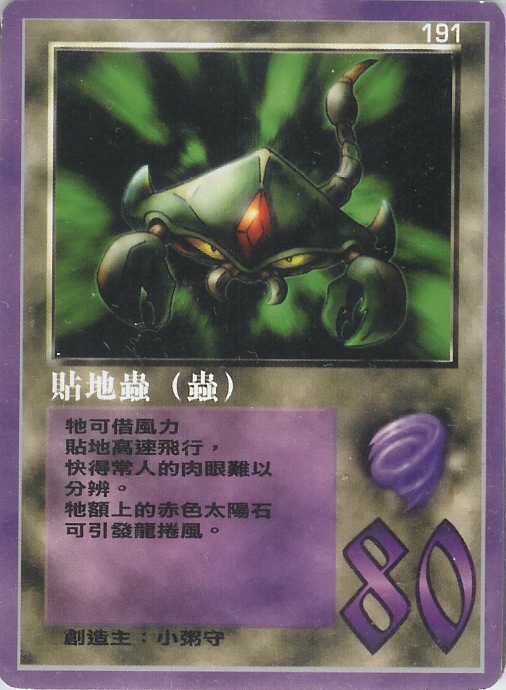 191
貼地蟲（蟲）
牠可借風力
貼地高速飛行，
快得常人的肉眼難以
分辨。
牠額上的赤色太陽石
可引發龍捲風。
80
創造主：小粥守